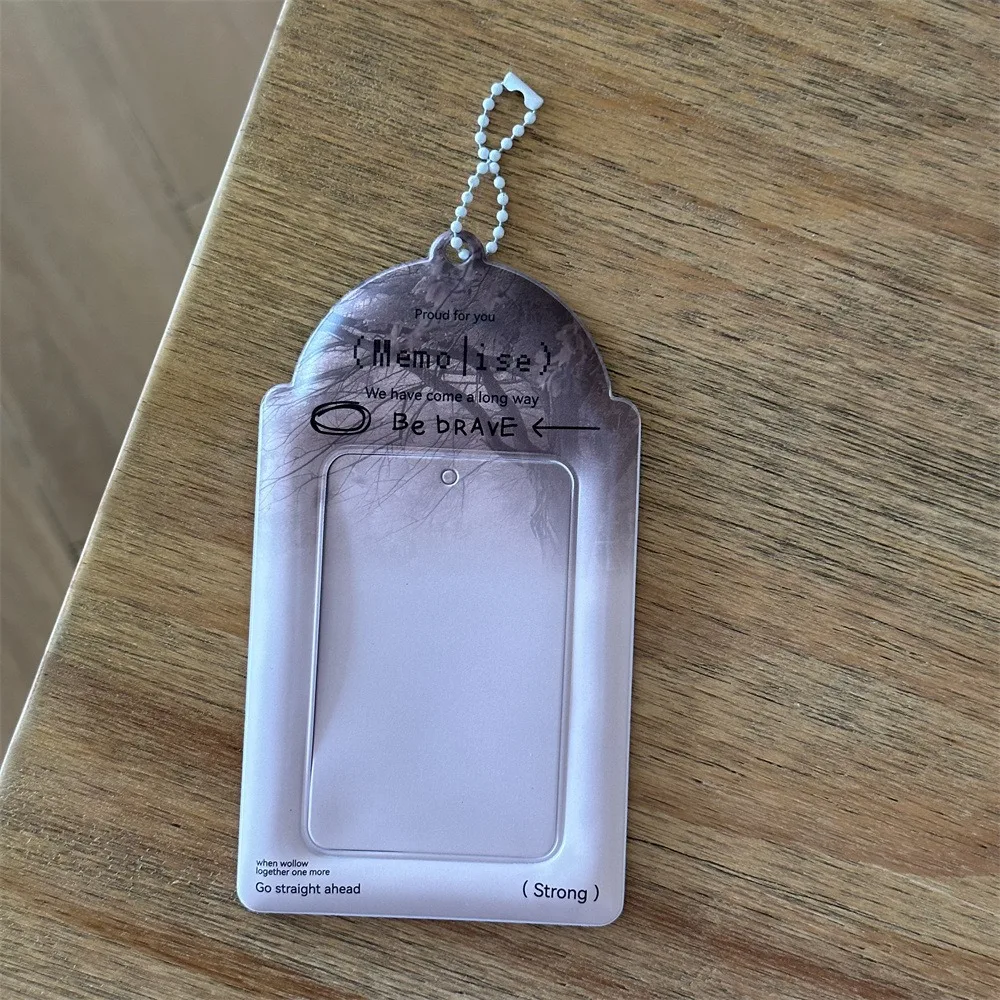 Proud for you
(Memo|ise)
We have come a long way
Be bRAVE
when wollow
logether one more
Go straight ahead
( Strong )